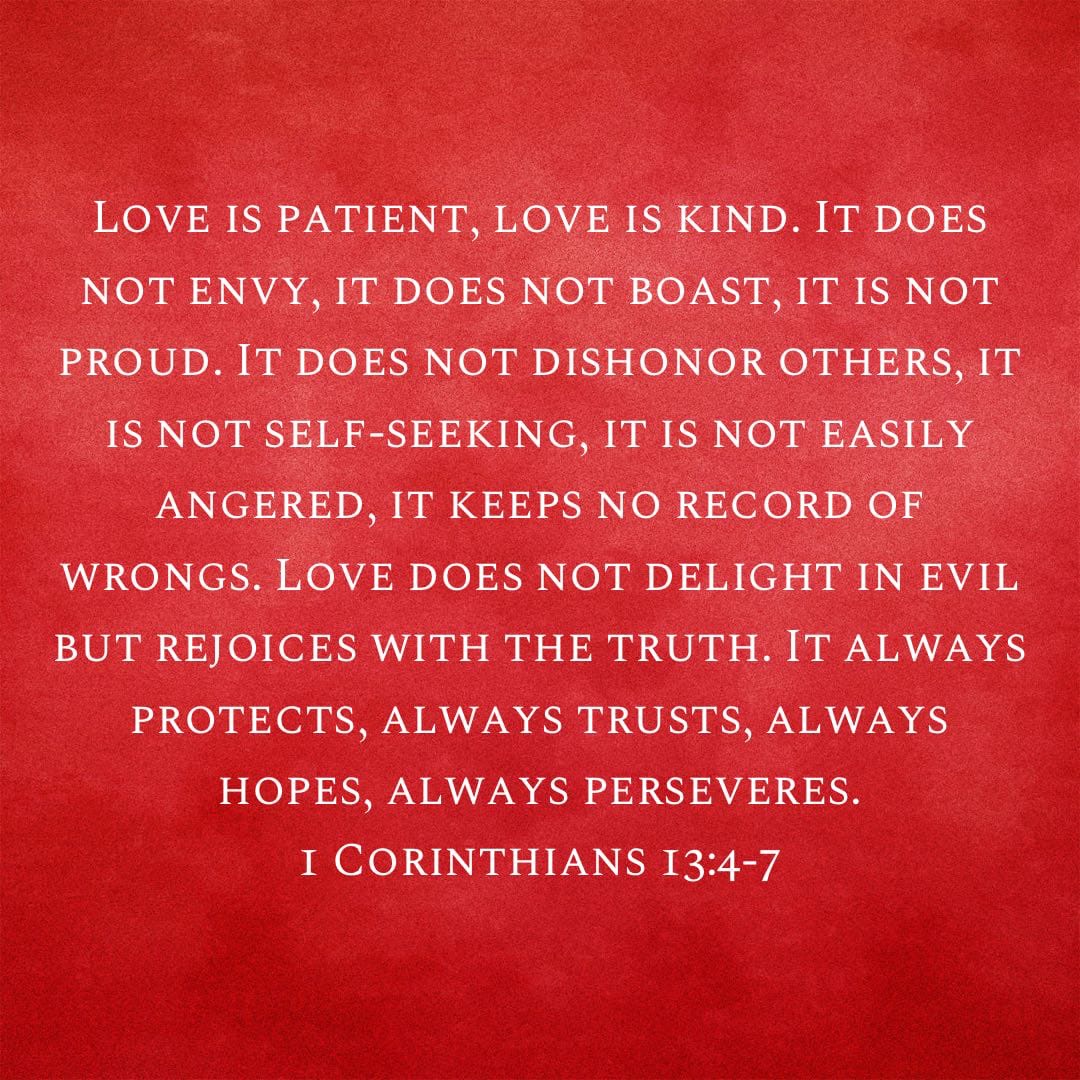 Love is patient, love is kind. It does
not envy, it does not boast, it is not
proud. It does not dishonor others, it
is not self-seeking, it is not easily
angered, it keeps no record of
wrongs. Love does not delight in evil
but rejoices with the truth. It always
protects, always trusts, always
hopes, always perseveres.
1 Corinthians 13:4-7